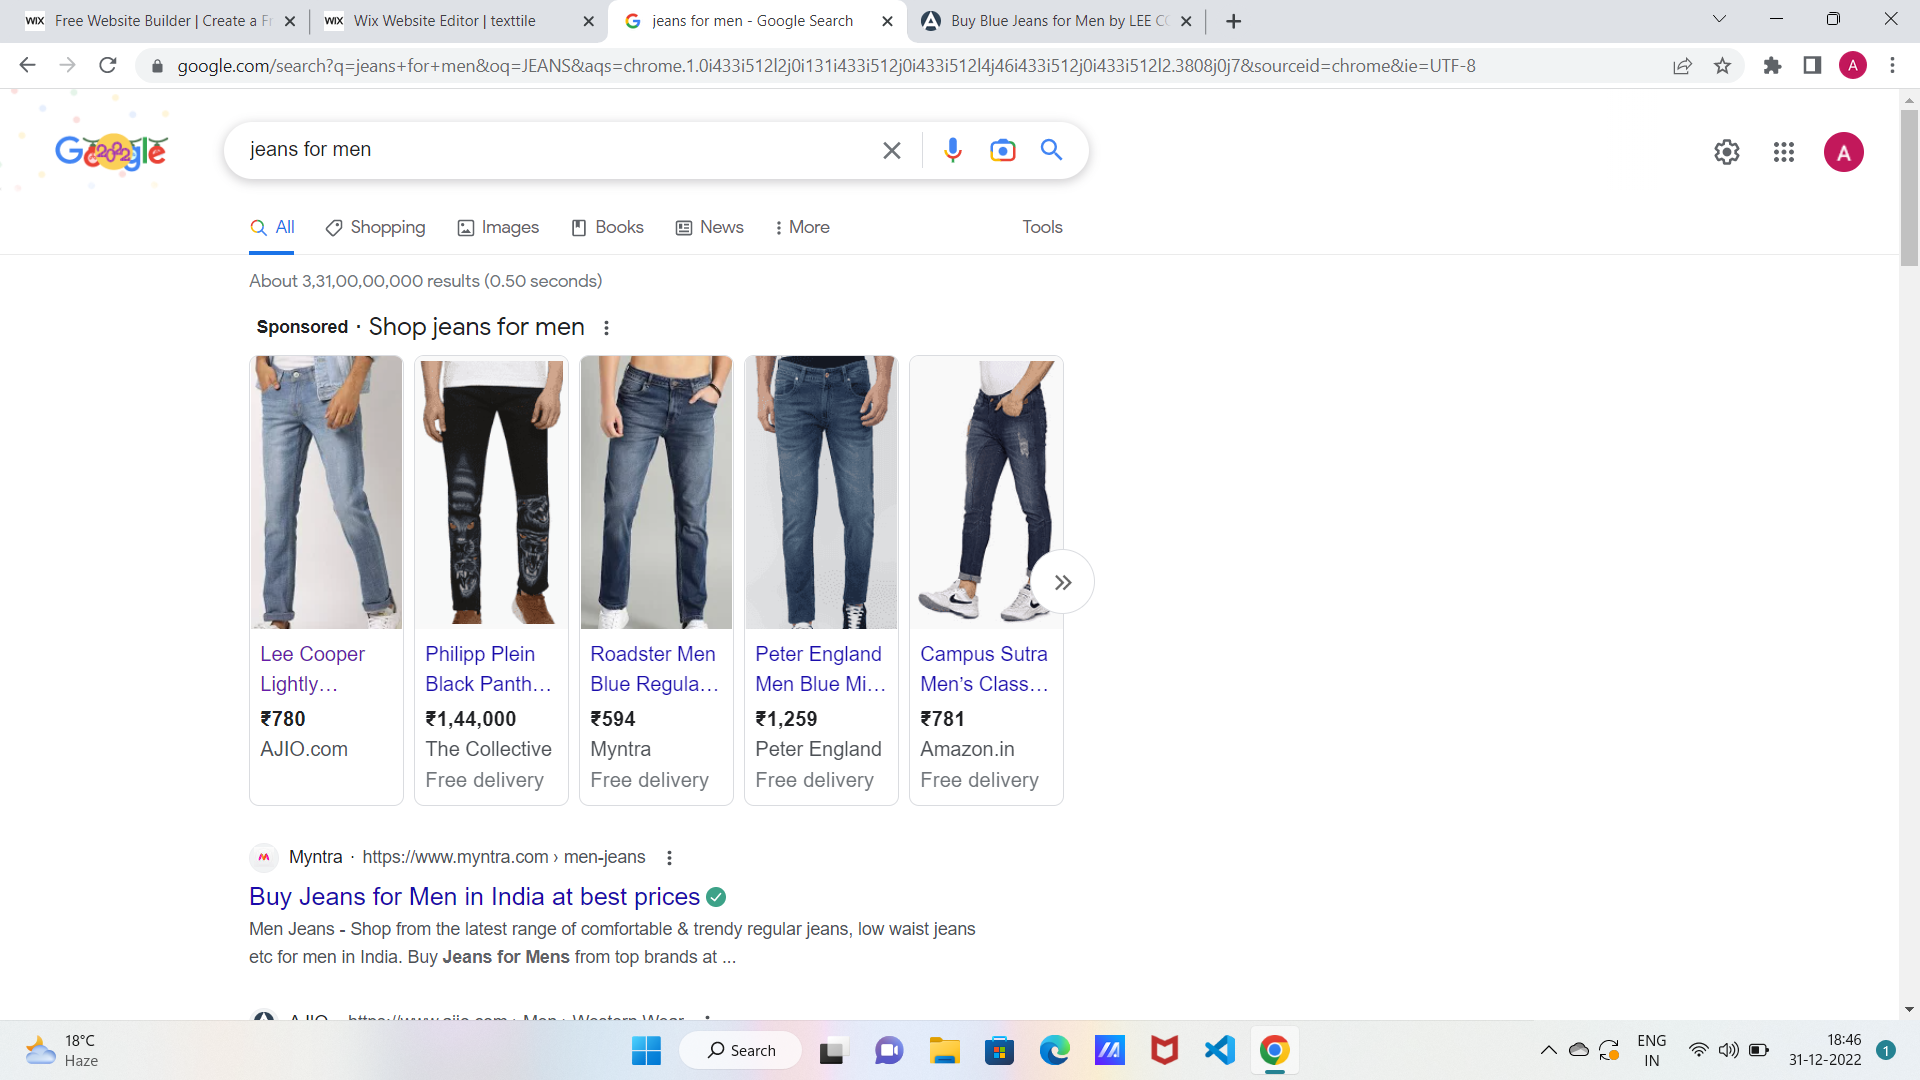 Free Website Builder | Create a Fr
Wix Website Editor | texttile
jeans for men - Google Search
Buy Blue Jeans for Men by LEE CO
google.com/search?q=jeans+for+men&oq=JEANS&aqs=chrome.1.0i433i512l2j0i131i433i512j0i433i512l4j46i433i512j0i433i512l2.3808j0j7&sourceid=chrome&ie=UTF-8
A
Google
2022
jeans for men
A
All
Shopping
Images
Books
News
More
Tools
About 3,31,00,00,000 results (0.50 seconds)
Sponsored · Shop jeans for men
Lee Cooper
Lightly…
₹780
AJIO.com
Philipp Plein
Black Panth…
₹1,44,000
The Collective
Free delivery
Roadster Men
Blue Regula…
₹594
Myntra
Free delivery
Peter England
Men Blue Mi…
₹1,259
Peter England
Free delivery
Campus Sutra
Men's Class…
₹781
Amazon.in
Free delivery
Myntra · https://www.myntra.com › men-jeans
Buy Jeans for Men in India at best prices
Men Jeans - Shop from the latest range of comfortable & trendy regular jeans, low waist jeans
etc for men in India. Buy Jeans for Mens from top brands at ...
AJIO · https://www.ajio.com › Men › Western Wear
18°C
Haze
Search
ENG
IN
18:46
31-12-2022
1